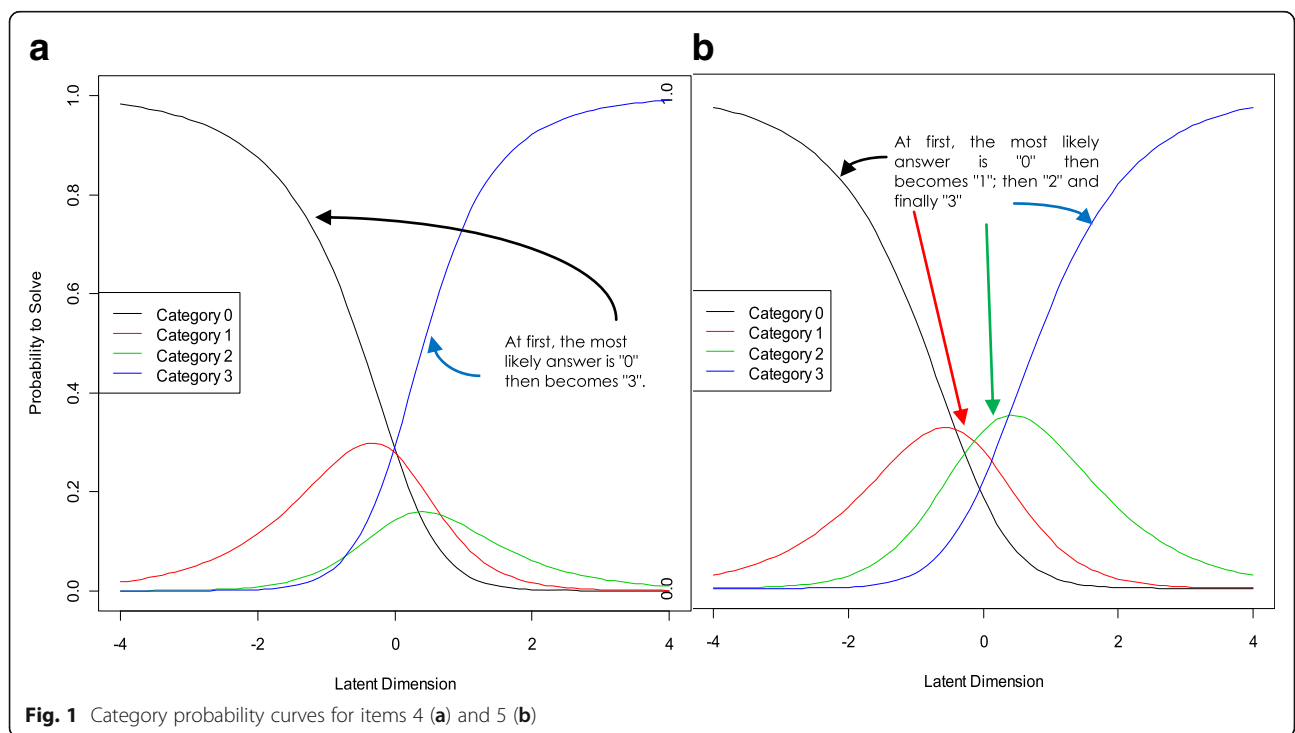 a
b
1.0
0.8
0.6
0.4
0.2
0.0
Probability to Solve
Category 0
Category 1
Category 2
Category 3
At first, the most
likely answer is "0"
then becomes "3".
-4
-2
0
2
4
Latent Dimension
1.0
0.0
At first, the most likely
answer is "0" then
becomes "1"; then "2" and
finally "3"
Category 0
Category 1
Category 2
Category 3
-4
-2
0
2
4
Latent Dimension
Fig. 1 Category probability curves for items 4 (a) and 5 (b)